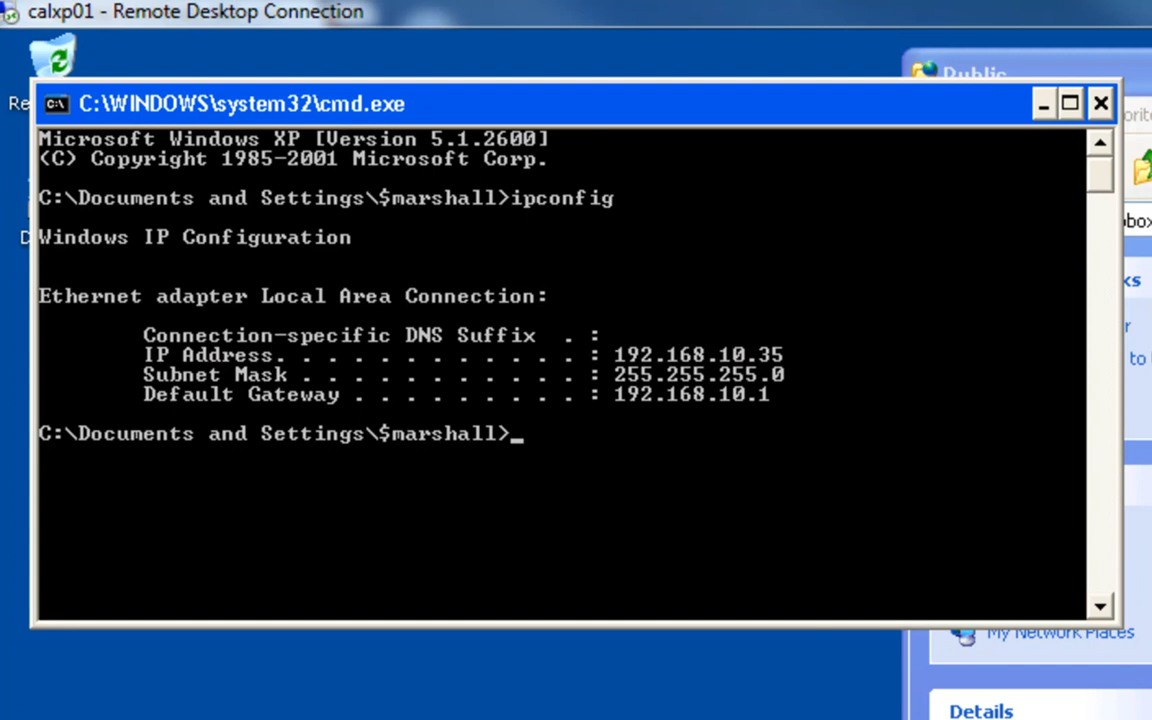 calxp01 - Remote Desktop Connection
Public
C:\WINDOWS\system32\cmd.exe
Microsoft Windows XP [Version 5.1.2600]
(C) Copyright 1985-2001 Microsoft Corp.
C:\Documents and Settings\$marshall>ipconfig
Windows IP Configuration
Ethernet adapter Local Area Connection:
Connection-specific DNS Suffix . :
IP Address. . . . . . . . . . . . : 192.168.10.35
Subnet Mask . . . . . . . . . . . : 255.255.255.0
Default Gateway . . . . . . . . . : 192.168.10.1
C:\Documents and Settings\$marshall>_
to
My Network Places
Details